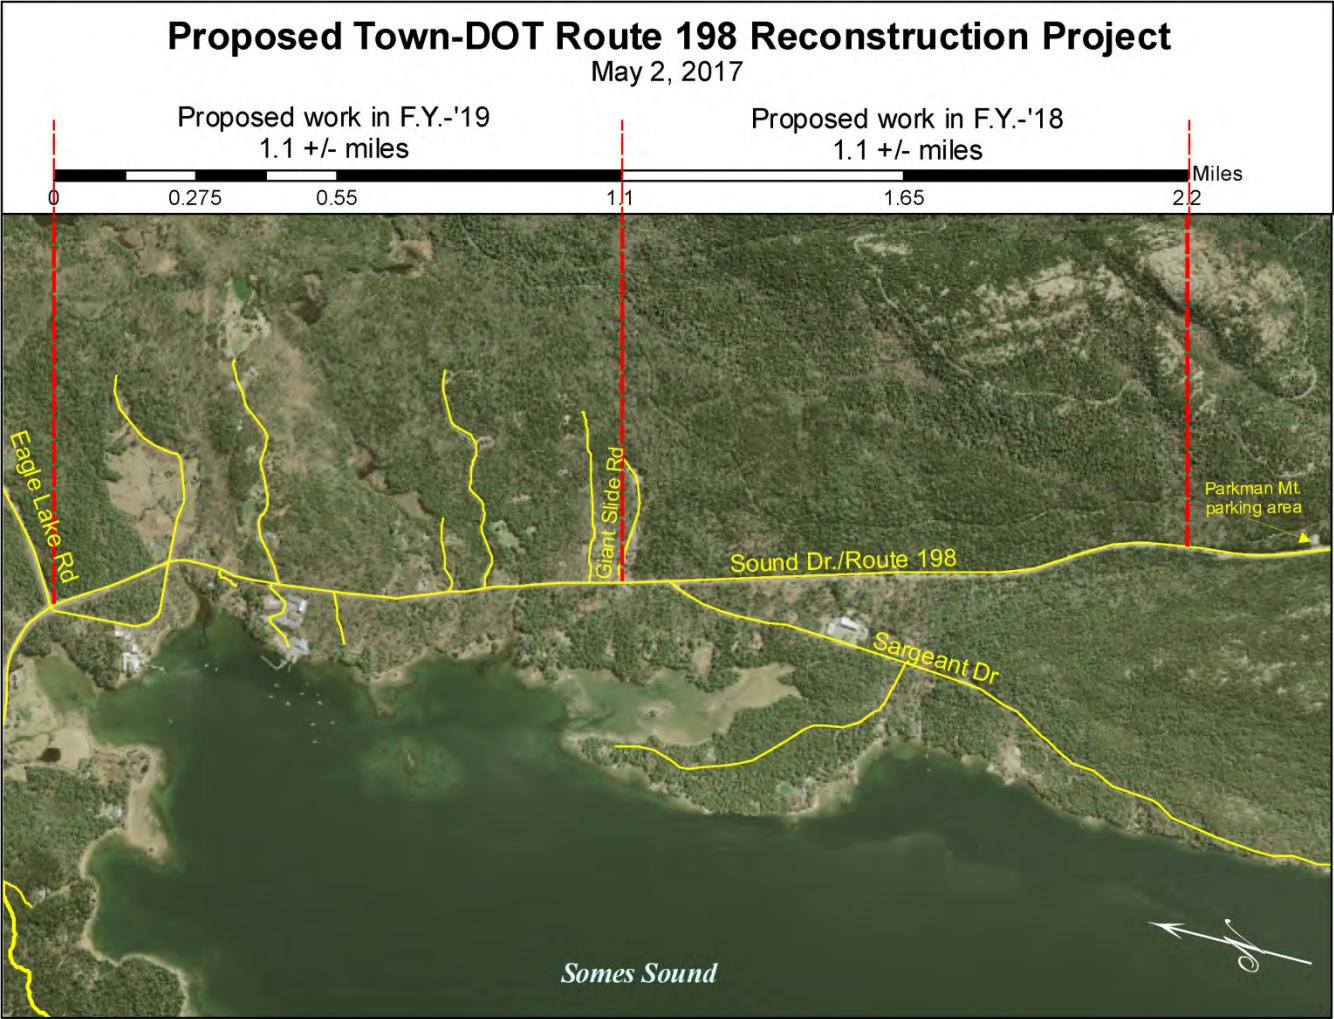 Proposed Town-DOT Route 198 Reconstruction Project
May 2, 2017
Proposed work in F.Y.-'19
1.1 +/- miles
Proposed work in F.Y.-'18
1.1 +/- miles
Miles
0 0.275 0.55 1.1 1.65 2.2
Eagle Lake Rd
Giant Slide Rd
Sound Dr./Route 198
Parkman Mt.
parking area
Sargeant Dr
Somes Sound
N